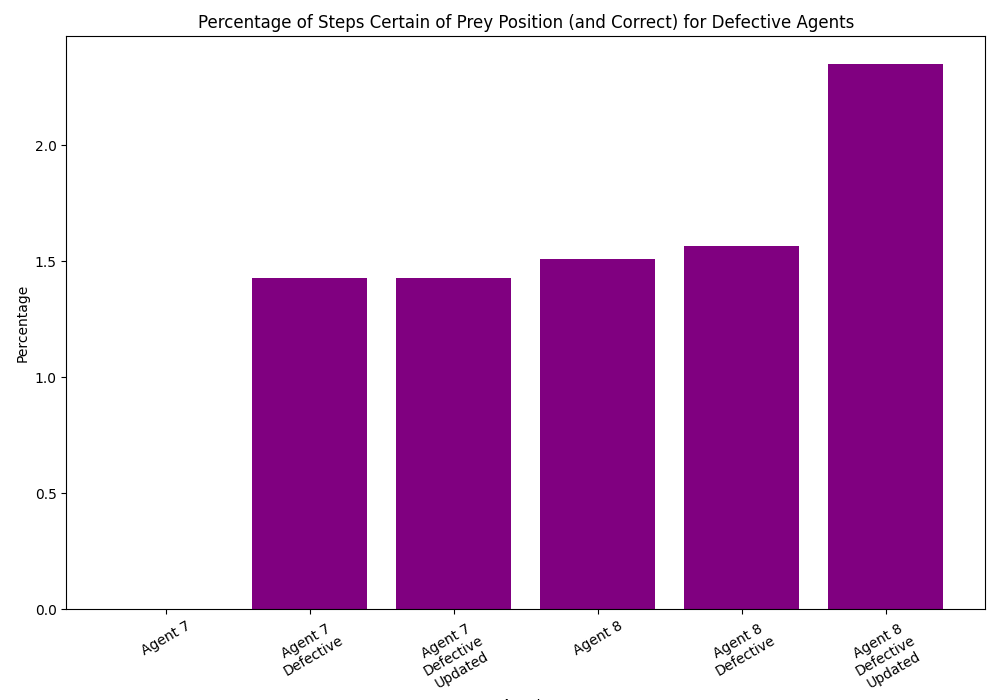 Percentage of Steps Certain of Prey Position (and Correct) for Defective Agents
Percentage
2.0
1.5
1.0
0.5
0.0
Agent 7
Agent 7
Defective
Agent 7
Defective
Updated
Agent 8
Agent 8
Defective
Agent 8
Defective
Updated